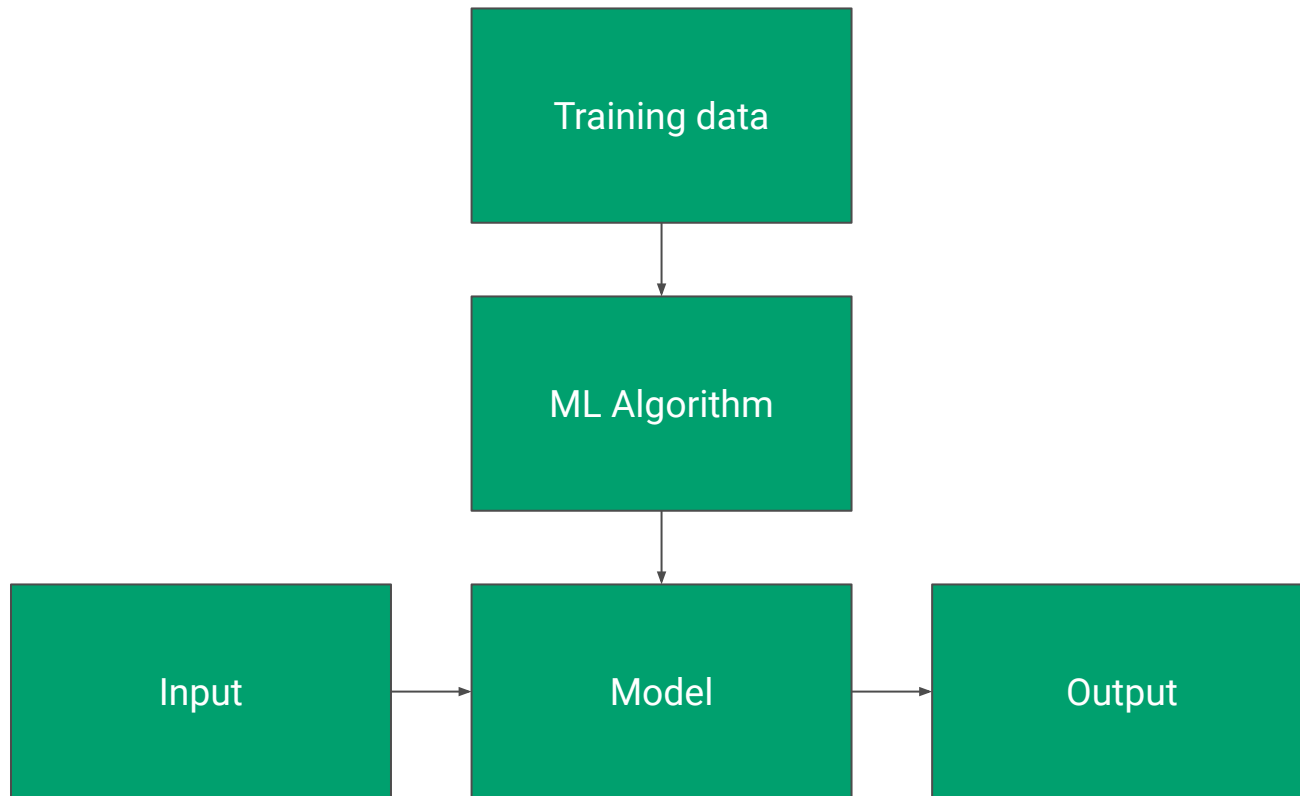 Training data
ML Algorithm
Input
Model
Output